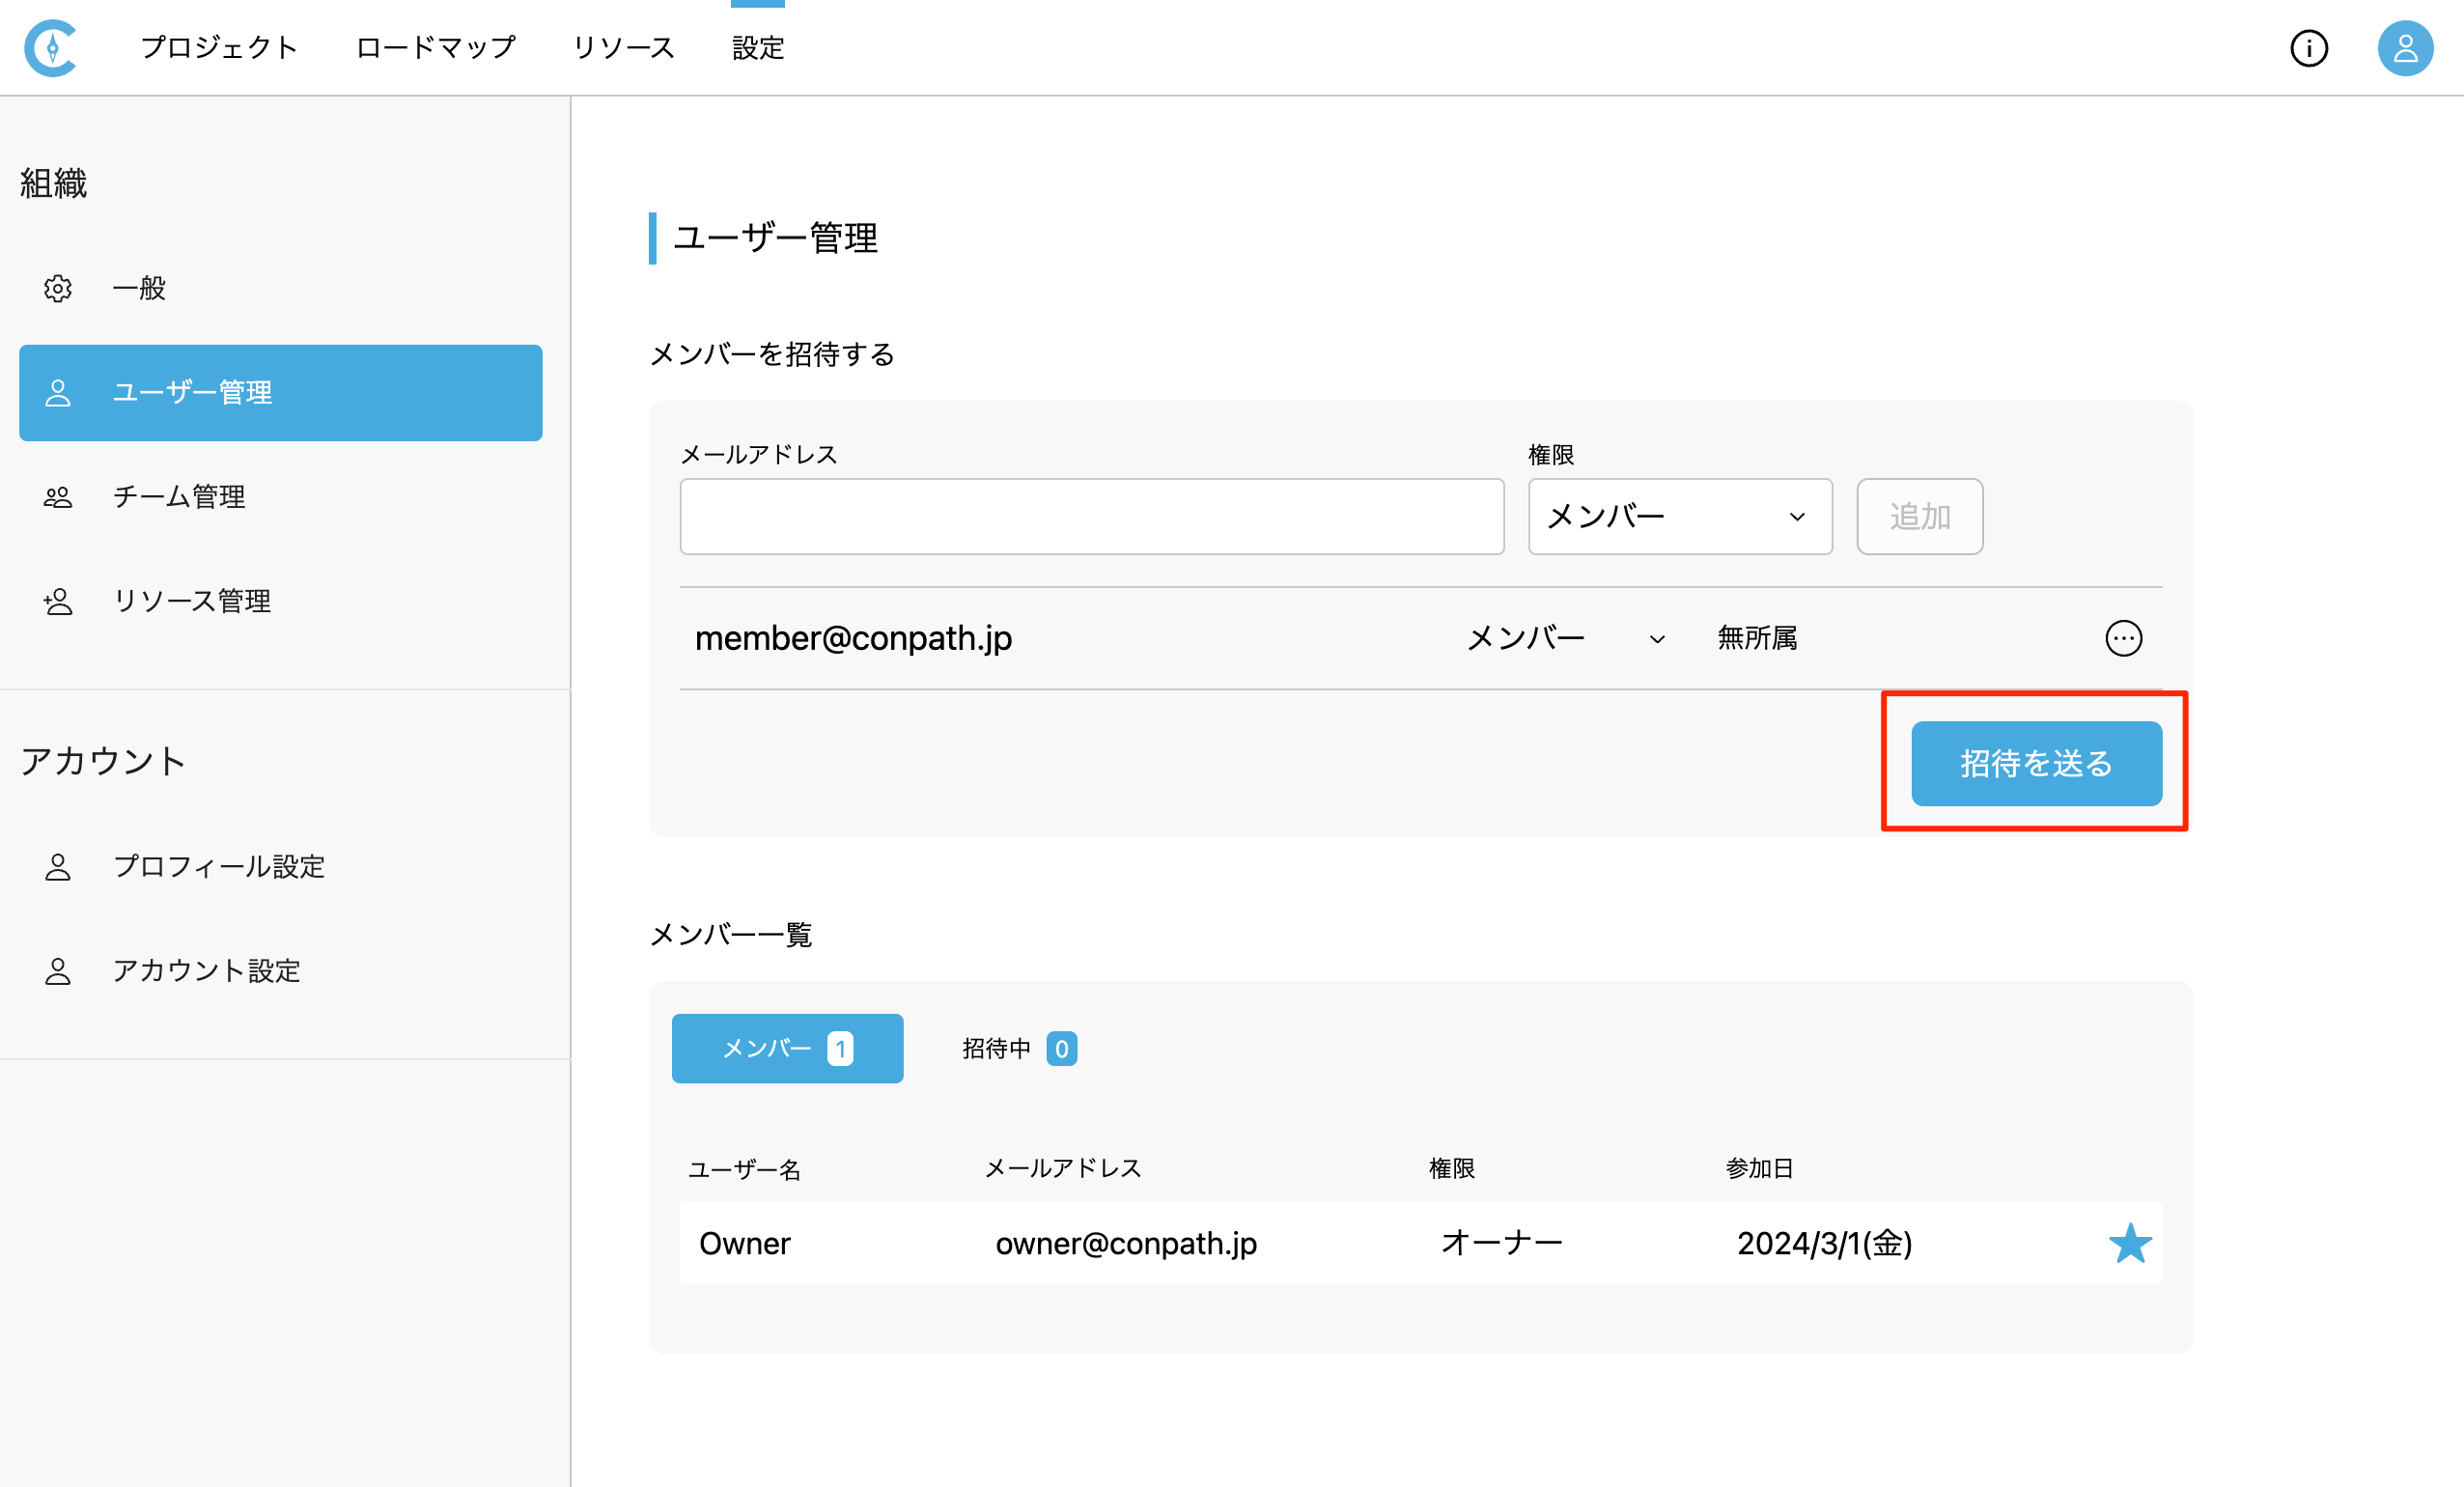 プロジェクト ロードマップ リソース 設定
組織
一般
ユーザー管理
チーム管理
リソース管理
アカウント
プロフィール設定
アカウント設定
ユーザー管理
メンバーを招待する
メールアドレス 権限
メンバー 追加
member@conpath.jp メンバー 無所属
招待を送る
メンバー一覧
メンバー 1 招待中 0
ユーザー名 メールアドレス 権限 参加日
Owner owner@conpath.jp オーナー 2024/3/1(金)